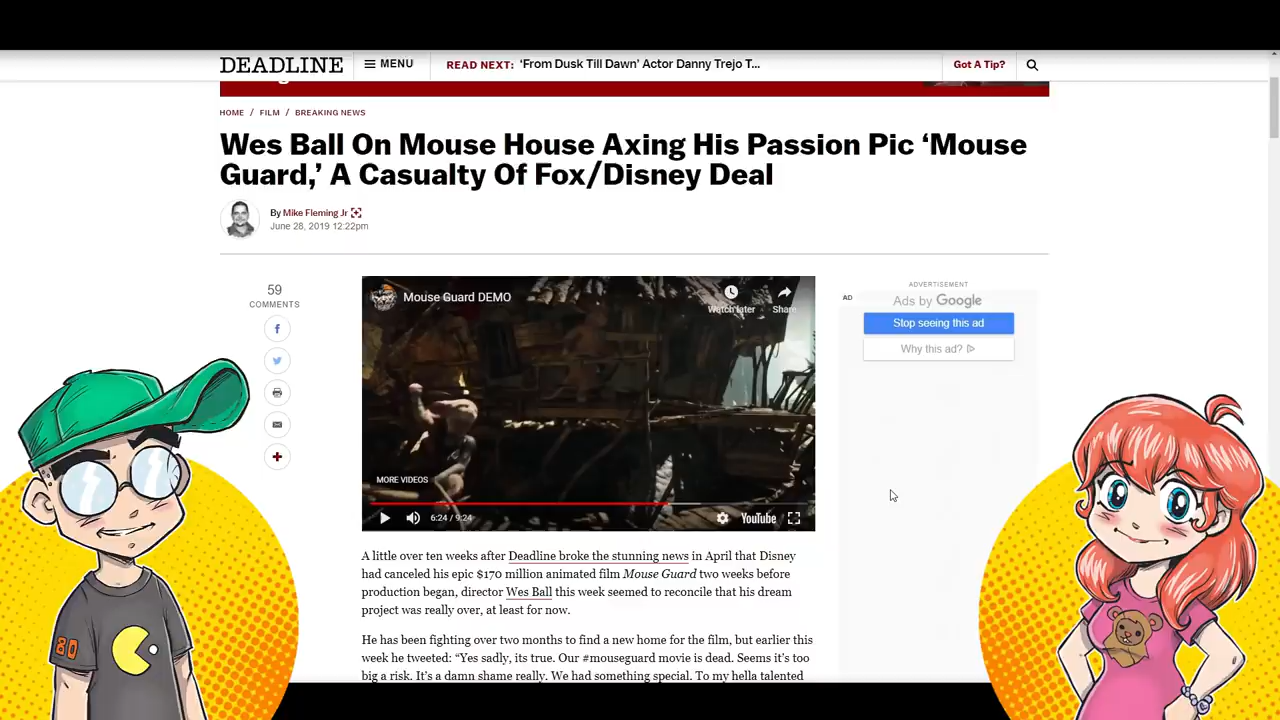 DEADLINE
MENU
READ NEXT: ‘From Dusk Till Dawn’ Actor Danny Trejo T...
Got A Tip?
HOME / FILM / BREAKING NEWS
Wes Ball On Mouse House Axing His Passion Pic ‘Mouse
Guard,’ A Casualty Of Fox/Disney Deal
By Mike Fleming Jr
June 28, 2019 12:22pm
59
COMMENTS
Mouse Guard DEMO
Watch later
Share
MORE VIDEOS
6:24 / 9:24
YouTube
ADVERTISEMENT
AD
Ads by Google
Stop seeing this ad
Why this ad?
A little over ten weeks after Deadline broke the stunning news in April that Disney
had canceled his epic $170 million animated film Mouse Guard two weeks before
production began, director Wes Ball this week seemed to reconcile that his dream
project was really over, at least for now.
He has been fighting over two months to find a new home for the film, but earlier this
week he tweeted: “Yes sadly, its true. Our #mouseguard movie is dead. Seems it’s too
big a risk. It’s a damn shame really. We had something special. To my hella talented
80